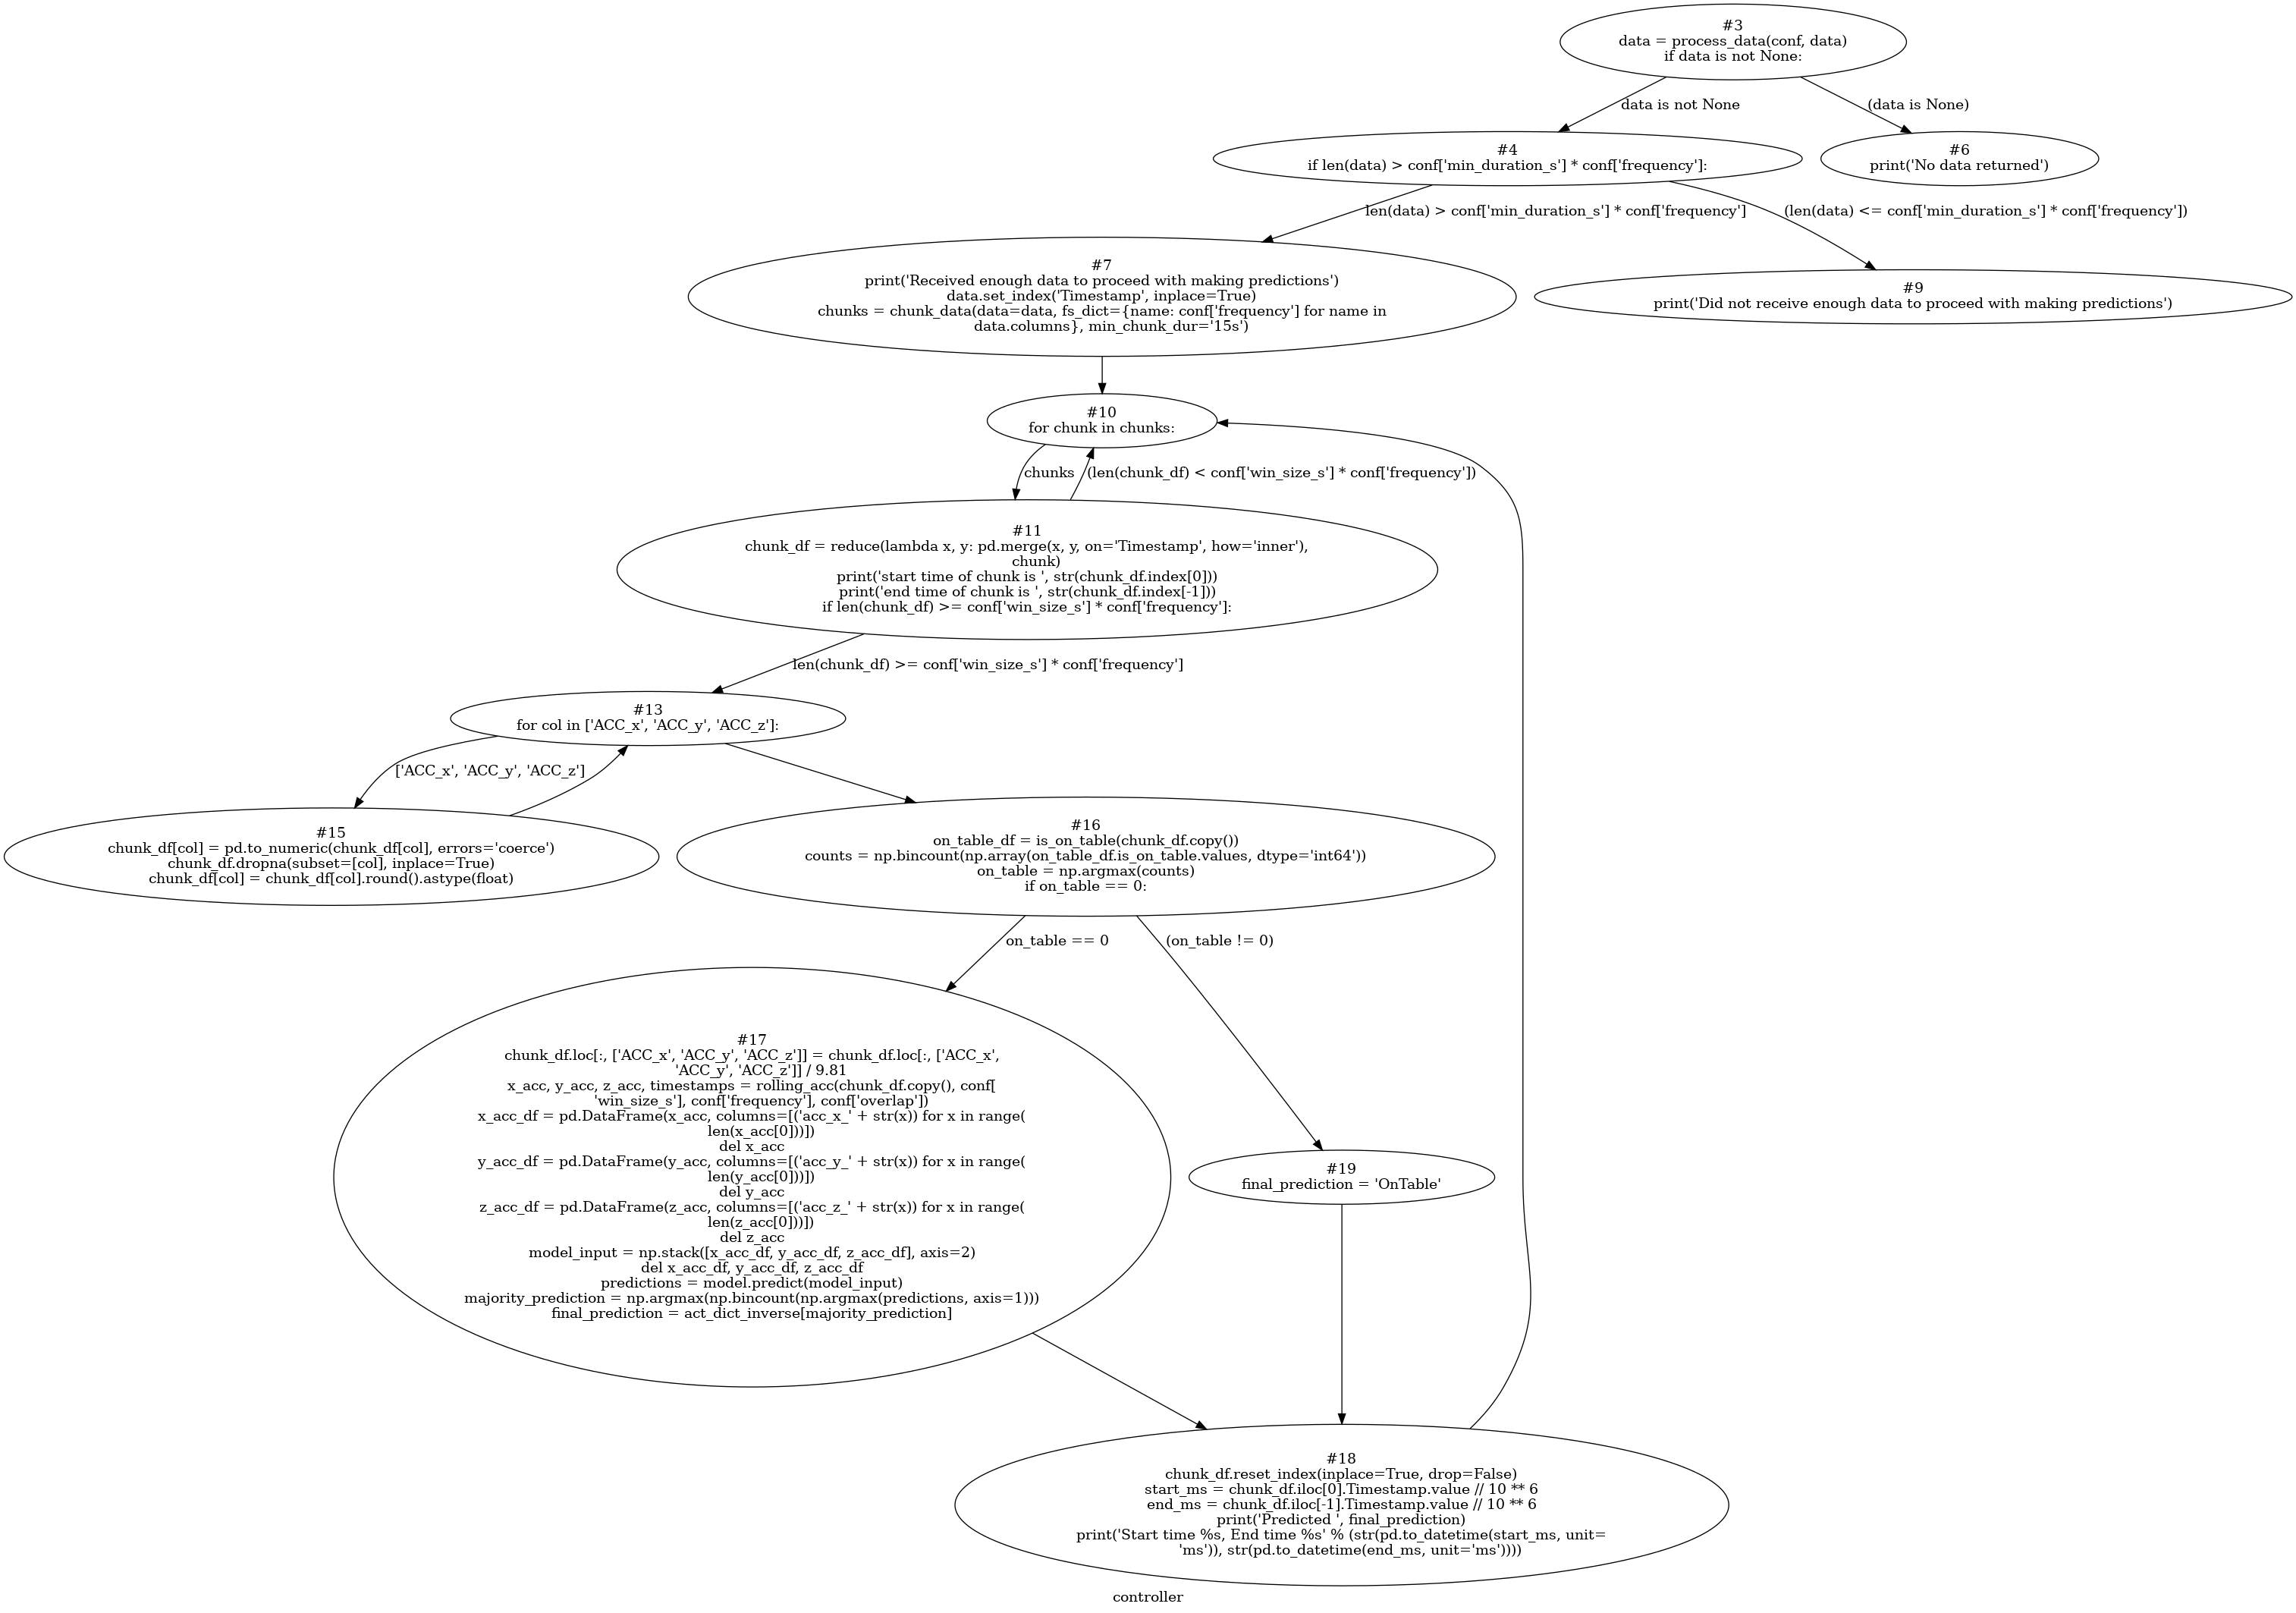 #3
data = process_data(conf, data)
if data is not None:
data is not None
(data is None)
#4
if len(data) > conf['min_duration_s'] * conf['frequency']:
#6
print('No data returned')
len(data) > conf['min_duration_s'] * conf['frequency']
(len(data) <= conf['min_duration_s'] * conf['frequency'])
#7
print('Received enough data to proceed with making predictions')
data.set_index('Timestamp', inplace=True)
chunks = chunk_data(data=data, fs_dict={name: conf['frequency'] for name in
data.columns}, min_chunk_dur='15s')
#9
print('Did not receive enough data to proceed with making predictions')
#10
for chunk in chunks:
chunks
(len(chunk_df) < conf['win_size_s'] * conf['frequency'])
#11
chunk_df = reduce(lambda x, y: pd.merge(x, y, on='Timestamp', how='inner'),
chunk)
print('start time of chunk is ', str(chunk_df.index[0]))
print('end time of chunk is ', str(chunk_df.index[-1]))
if len(chunk_df) >= conf['win_size_s'] * conf['frequency']:
len(chunk_df) >= conf['win_size_s'] * conf['frequency']
#13
for col in ['ACC_x', 'ACC_y', 'ACC_z']:
['ACC_x', 'ACC_y', 'ACC_z']
#15
chunk_df[col] = pd.to_numeric(chunk_df[col], errors='coerce')
chunk_df.dropna(subset=[col], inplace=True)
chunk_df[col] = chunk_df[col].round().astype(float)
#16
on_table_df = is_on_table(chunk_df.copy())
counts = np.bincount(np.array(on_table_df.is_on_table.values, dtype='int64'))
on_table = np.argmax(counts)
if on_table == 0:
on_table == 0
(on_table != 0)
#17
chunk_df.loc[:, ['ACC_x', 'ACC_y', 'ACC_z']] = chunk_df.loc[:, ['ACC_x',
'ACC_y', 'ACC_z']] / 9.81
x_acc, y_acc, z_acc, timestamps = rolling_acc(chunk_df.copy(), conf[
'win_size_s'], conf['frequency'], conf['overlap'])
x_acc_df = pd.DataFrame(x_acc, columns=[('acc_x_' + str(x)) for x in range(
len(x_acc[0]))])
del x_acc
y_acc_df = pd.DataFrame(y_acc, columns=[('acc_y_' + str(x)) for x in range(
len(y_acc[0]))])
del y_acc
z_acc_df = pd.DataFrame(z_acc, columns=[('acc_z_' + str(x)) for x in range(
len(z_acc[0]))])
del z_acc
model_input = np.stack([x_acc_df, y_acc_df, z_acc_df], axis=2)
del x_acc_df, y_acc_df, z_acc_df
predictions = model.predict(model_input)
majority_prediction = np.argmax(np.bincount(np.argmax(predictions, axis=1)))
final_prediction = act_dict_inverse[majority_prediction]
#19
final_prediction = 'OnTable'
#18
chunk_df.reset_index(inplace=True, drop=False)
start_ms = chunk_df.iloc[0].Timestamp.value // 10 ** 6
end_ms = chunk_df.iloc[-1].Timestamp.value // 10 ** 6
print('Predicted ', final_prediction)
print('Start time %s, End time %s' % (str(pd.to_datetime(start_ms, unit=
'ms')), str(pd.to_datetime(end_ms, unit='ms'))))
controller